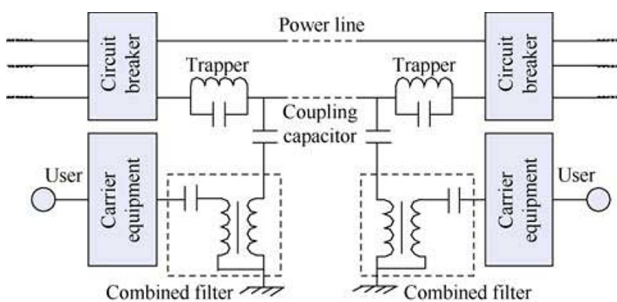 Power line
Circuit
breaker
Trapper
Trapper
Circuit
breaker
Coupling
capacitor
User
Carrier
equipment
Carrier
equipment
User
Combined filter
Combined filter